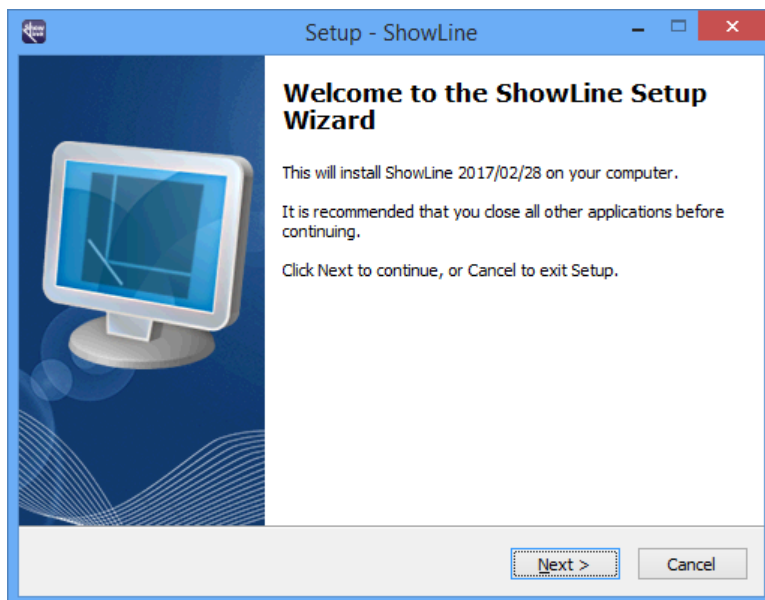 Setup - ShowLine
Welcome to the ShowLine Setup
Wizard
This will install ShowLine 2017/02/28 on your computer.
It is recommended that you close all other applications before
continuing.
Click Next to continue, or Cancel to exit Setup.
Next >
Cancel